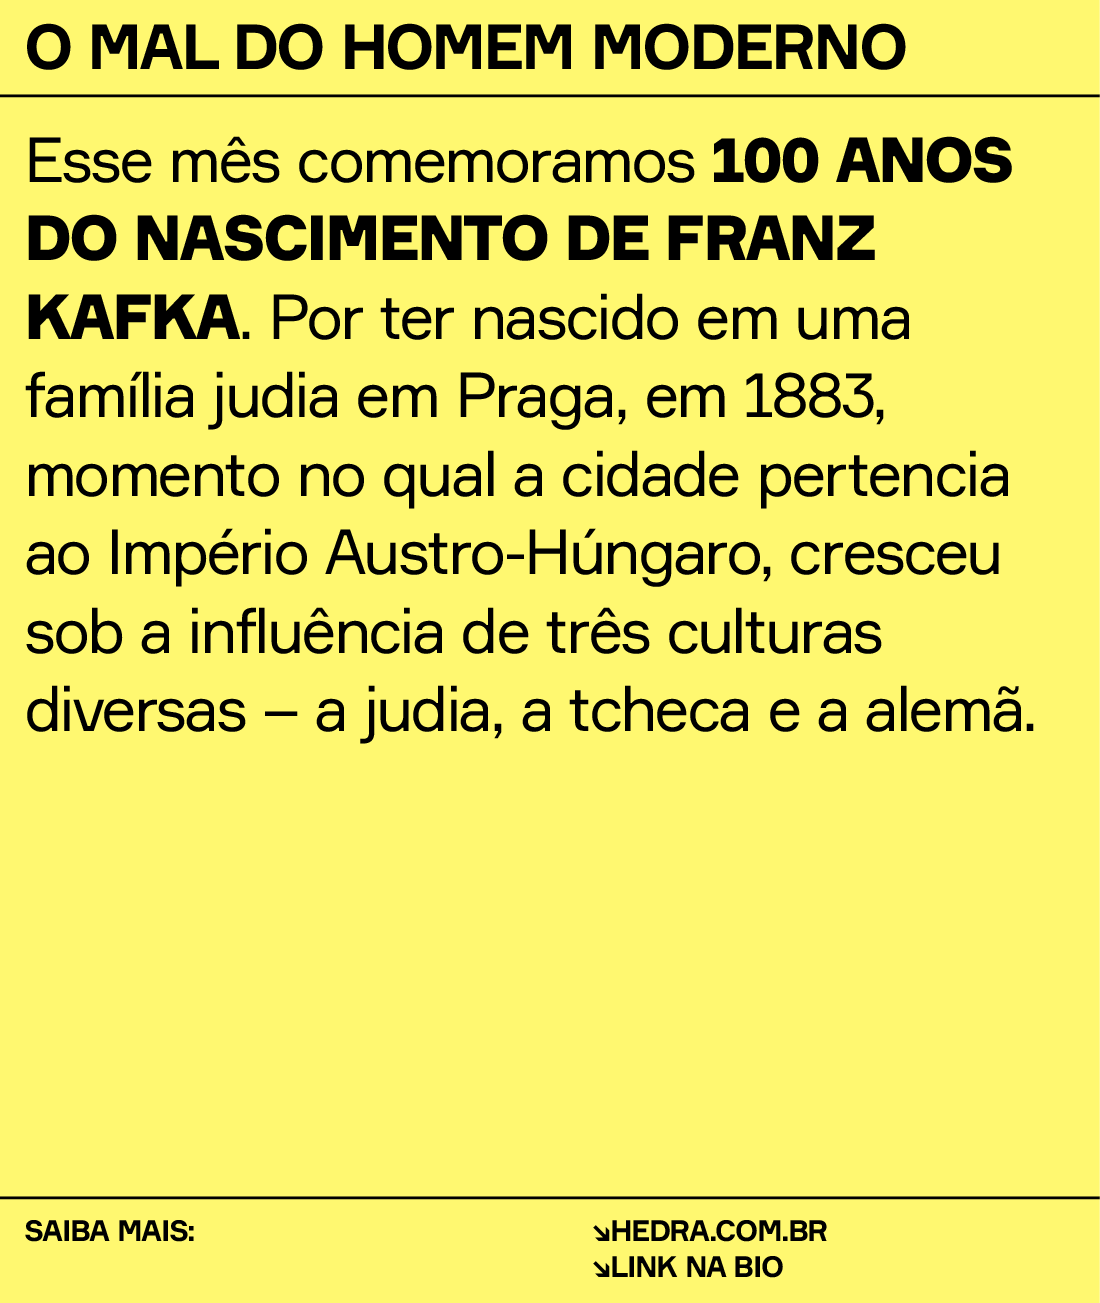 O MAL DO HOMEM MODERNO
Esse mês comemoramos 100 ANOS
DO NASCIMENTO DE FRANZ
KAFKA. Por ter nascido em uma
família judia em Praga, em 1883,
momento no qual a cidade pertencia
ao Império Austro-Húngaro, cresceu
sob a influência de três culturas
diversas – a judia, a tcheca e a alemã.
SAIBA MAIS:
↘HEDRA.COM.BR
↘LINK NA BIO